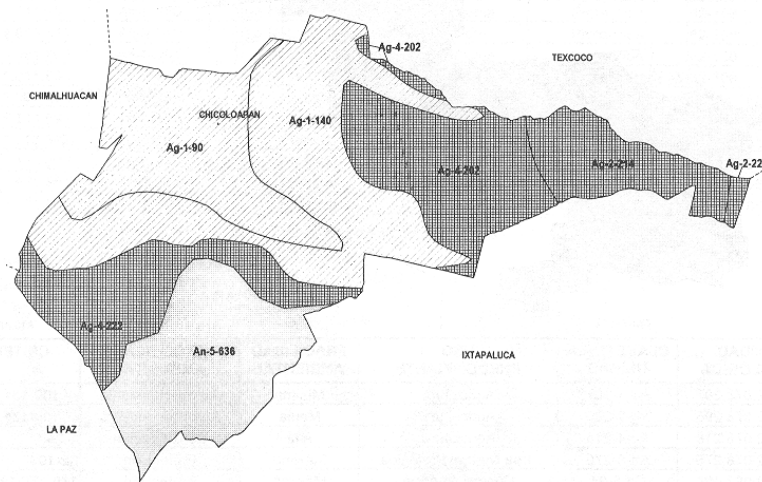 Ag-4-202
TEXCOCO
CHIMALHUACAN
CHICOLOAPAN
Ag-1-140
Ag-1-90
Ag-4-202
Ag-2-214
Ag-2-22
Ag-4-222
An-5-636
IXTAPALUCA
LA PAZ